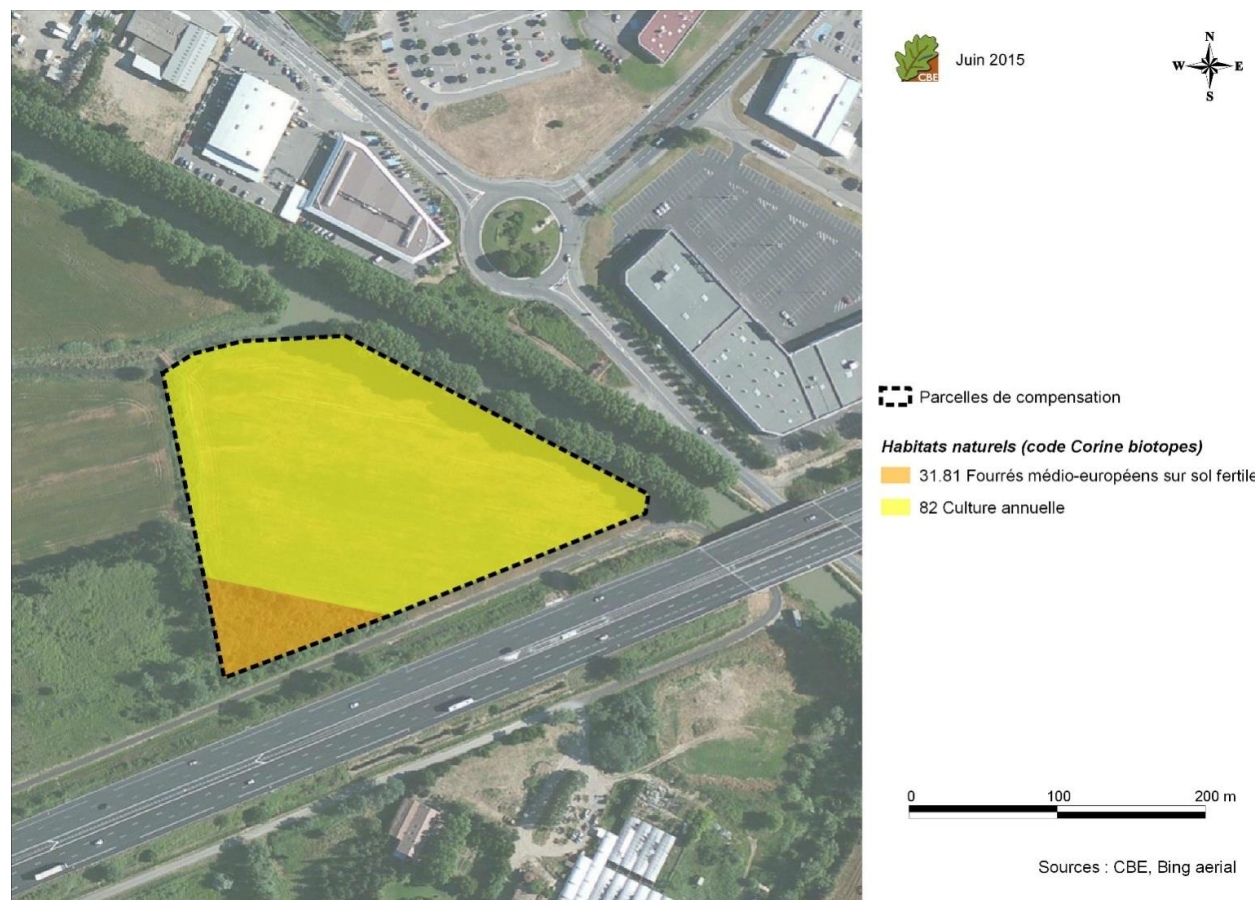 CBE
Juin 2015
N
W E
S
Parcelles de compensation
Habitats naturels (code Corine biotopes)
31.81 Fourrés médio-européens sur sol fertile
82 Culture annuelle
0 100 200 m
Sources : CBE, Bing aerial